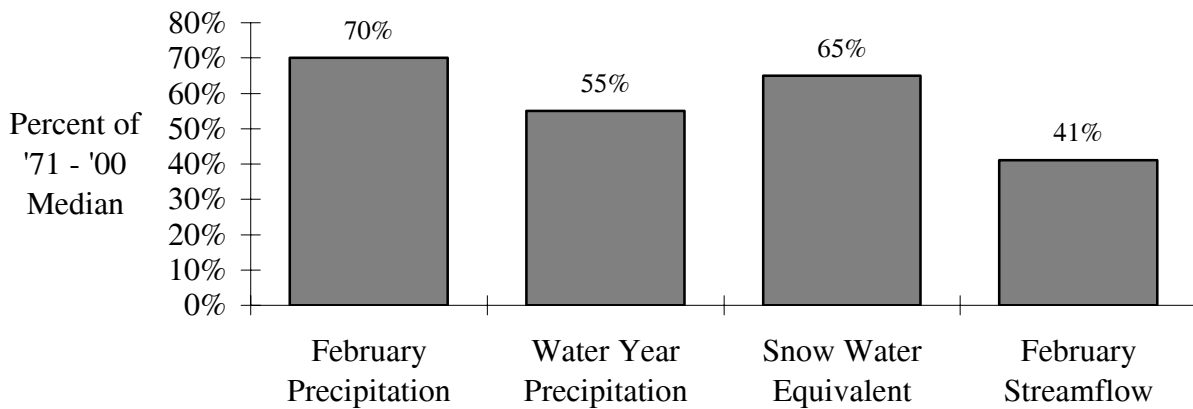 80%
70%
60%
50%
40%
30%
20%
10%
0%
Percent of
'71 - '00
Median
70%
55%
65%
41%
February
Precipitation
Water Year
Precipitation
Snow Water
Equivalent
February
Streamflow